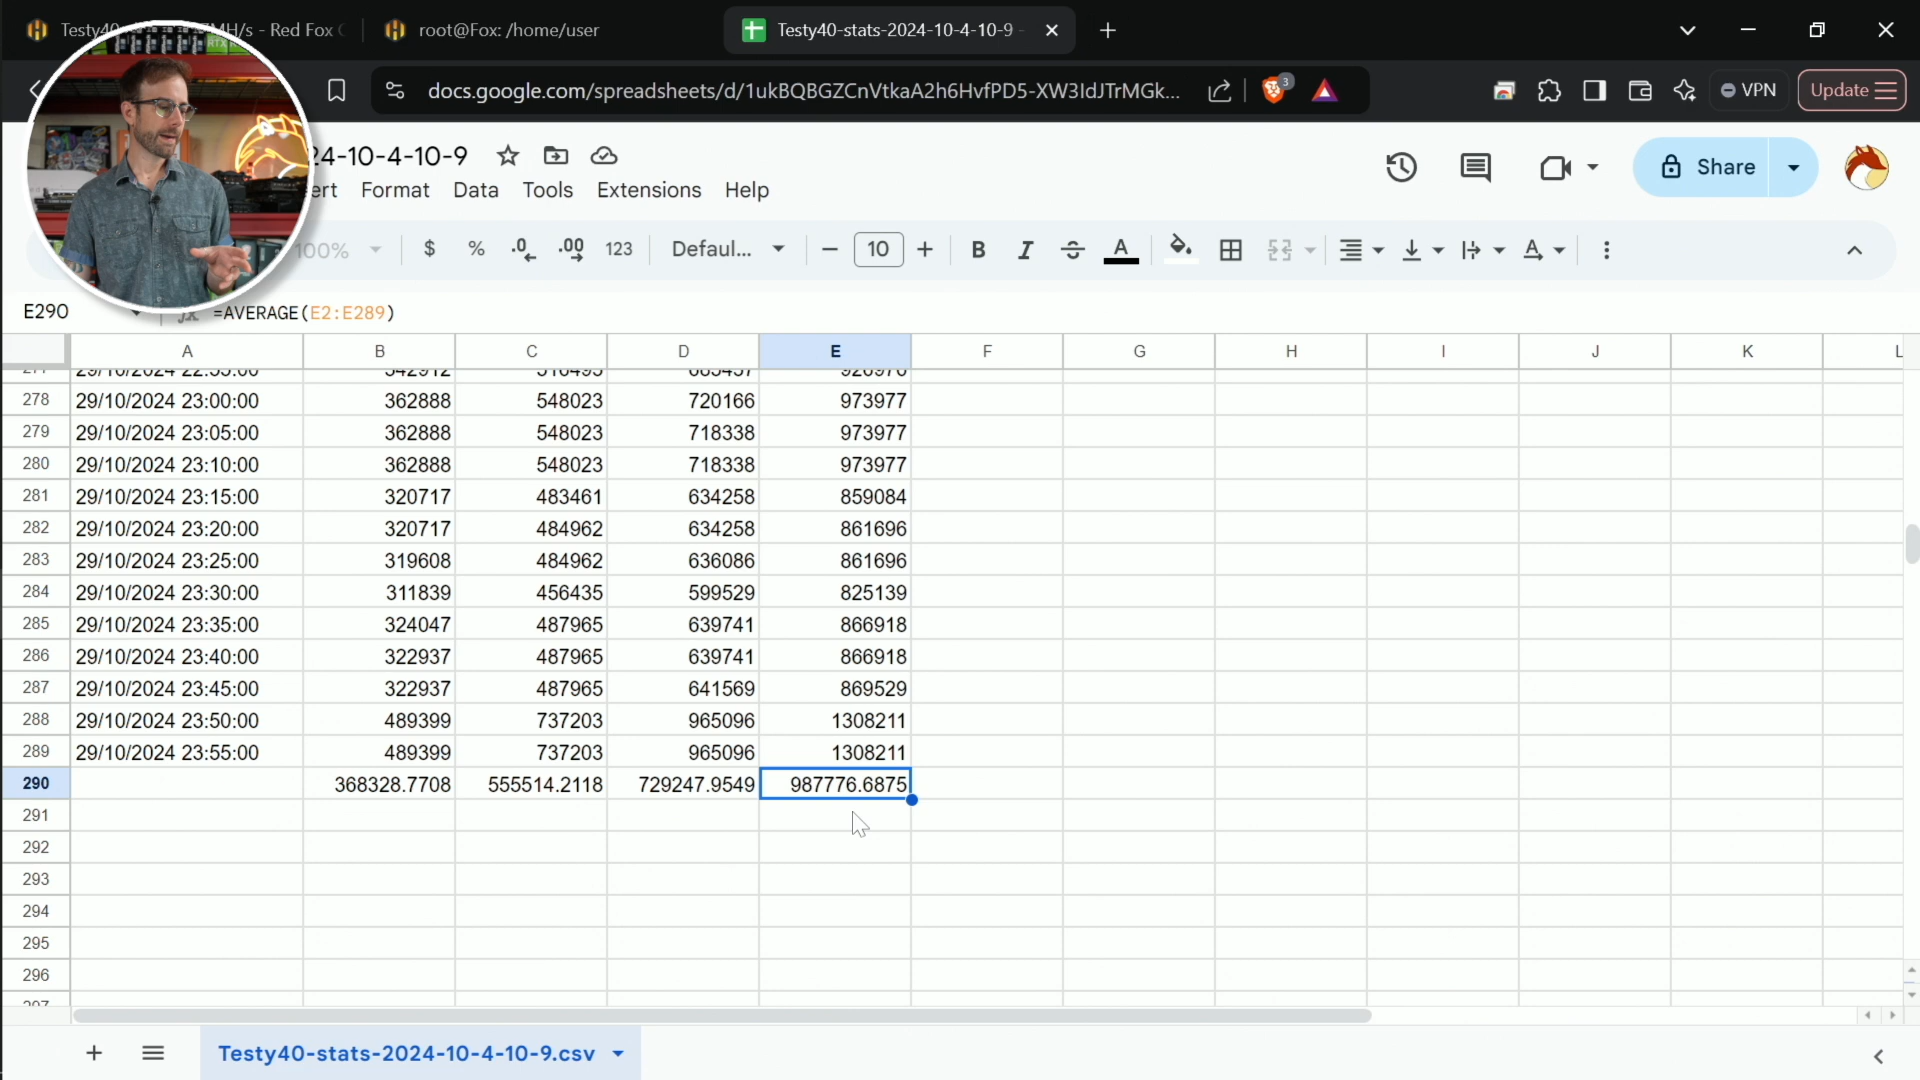 Testy40
MH/s - Red Fox
root@Fox: /home/user
Testy40-stats-2024-10-4-10-9 -
docs.google.com/spreadsheets/d/1ukBQBGZCnVtkaA2h6HvfPD5-XW3IdJTrMGk...
3
VPN
Update
24-10-4-10-9
Share
Format Data Tools Extensions Help
100% $ % .0 .00 123 Defaul... 10 B I A
E290 =AVERAGE(E2:E289)
A B C D E F G H I J K L
278 29/10/2024 23:00:00 362888 548023 720166 973977
279 29/10/2024 23:05:00 362888 548023 718338 973977
280 29/10/2024 23:10:00 362888 548023 718338 973977
281 29/10/2024 23:15:00 320717 483461 634258 859084
282 29/10/2024 23:20:00 320717 484962 634258 861696
283 29/10/2024 23:25:00 319608 484962 636086 861696
284 29/10/2024 23:30:00 311839 456435 599529 825139
285 29/10/2024 23:35:00 324047 487965 639741 866918
286 29/10/2024 23:40:00 322937 487965 639741 866918
287 29/10/2024 23:45:00 322937 487965 641569 869529
288 29/10/2024 23:50:00 489399 737203 965096 1308211
289 29/10/2024 23:55:00 489399 737203 965096 1308211
290 368328.7708 555514.2118 729247.9549 987776.6875
291
292
293
294
295
296
Testy40-stats-2024-10-4-10-9.csv